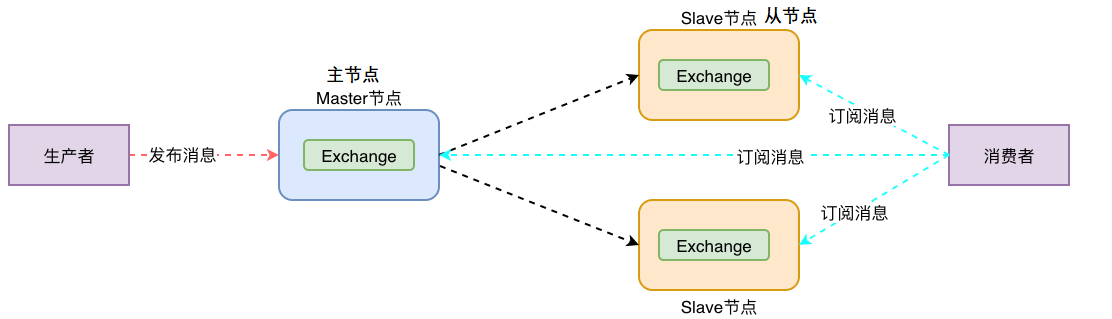 Slave节点 从节点
Exchange
主节点
Master节点
Exchange
生产者
发布消息
订阅消息
订阅消息
订阅消息
消费者
Exchange
Slave节点